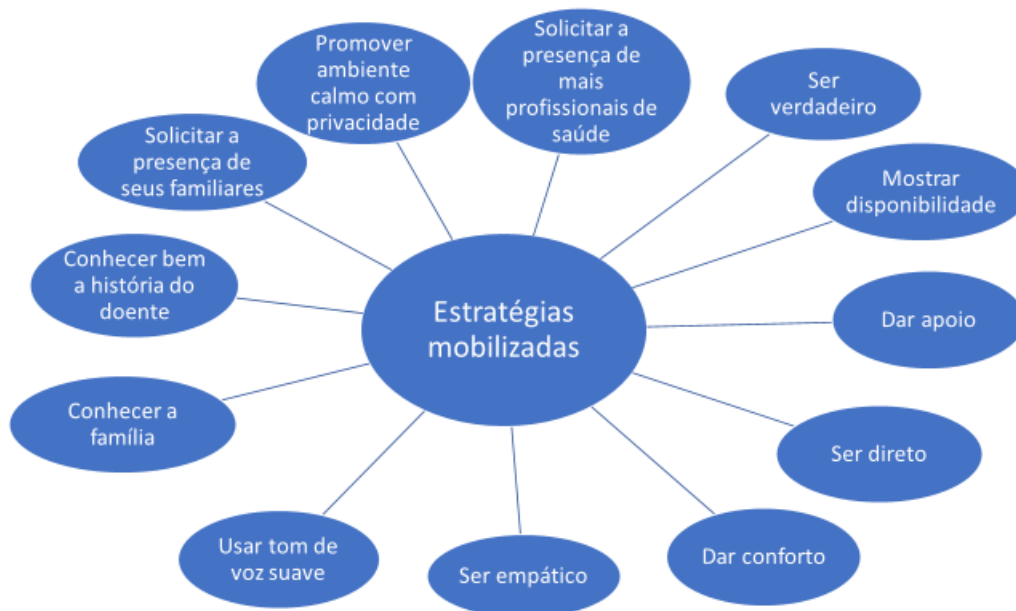 Promover
ambiente
calmo com
privacidade
Solicitar a
presença de
mais
profissionais de
saúde
Ser
verdadeiro
Mostrar
disponibilidade
Dar apoio
Ser direto
Dar conforto
Ser empático
Usar tom de
voz suave
Conhecer a
família
Conhecer bem
a história do
doente
Solicitar a
presença de
seus familiares
Estratégias
mobilizadas